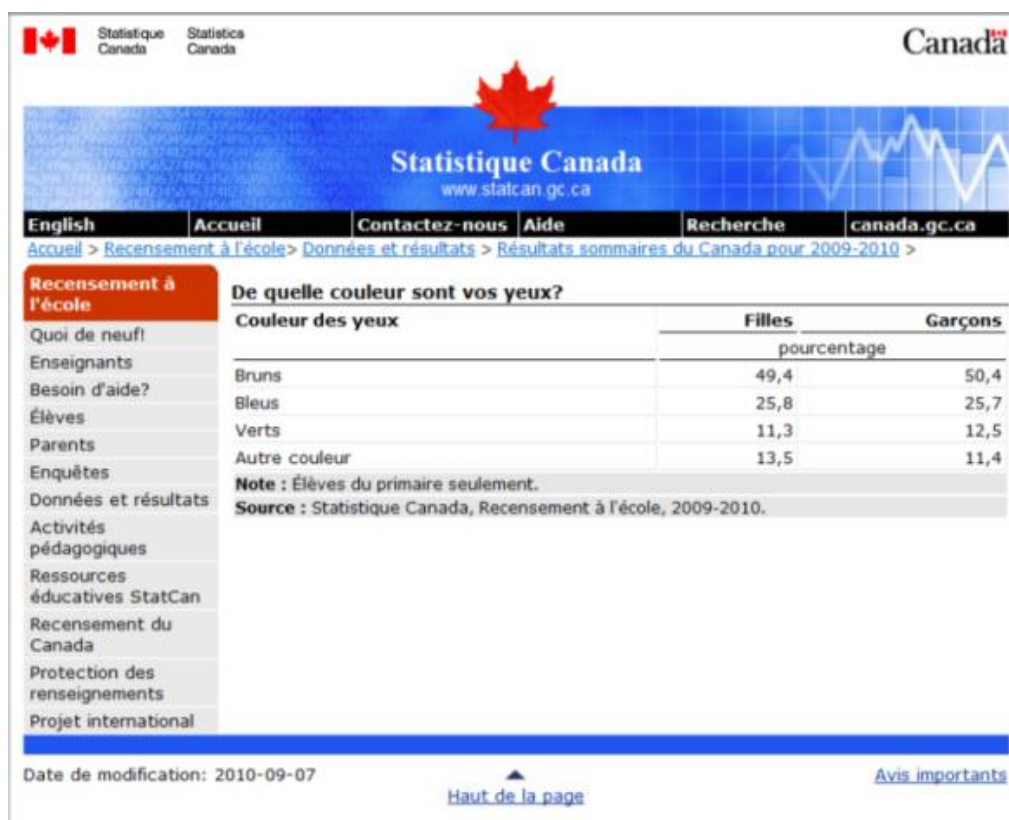 Statistique Canada Statistics Canada
Canada
Statistique Canada
www.statcan.gc.ca
English Accueil Contactez-nous Aide Recherche canada.gc.ca
Accueil > Recensement à l'école> Données et résultats > Résultats sommaires du Canada pour 2009-2010 >
Recensement à
l'école
Quoi de neuf!
Enseignants
Besoin d'aide?
Élèves
Parents
Enquêtes
Données et résultats
Activités
pédagogiques
Ressources
éducatives StatCan
Recensement du
Canada
Protection des
renseignements
Projet international
De quelle couleur sont vos yeux?
Couleur des yeux Filles Garçons
pourcentage
Bruns 49,4 50,4
Bleus 25,8 25,7
Verts 11,3 12,5
Autre couleur 13,5 11,4
Note : Élèves du primaire seulement.
Source : Statistique Canada, Recensement à l'école, 2009-2010.
Date de modification: 2010-09-07
Haut de la page
Avis importants